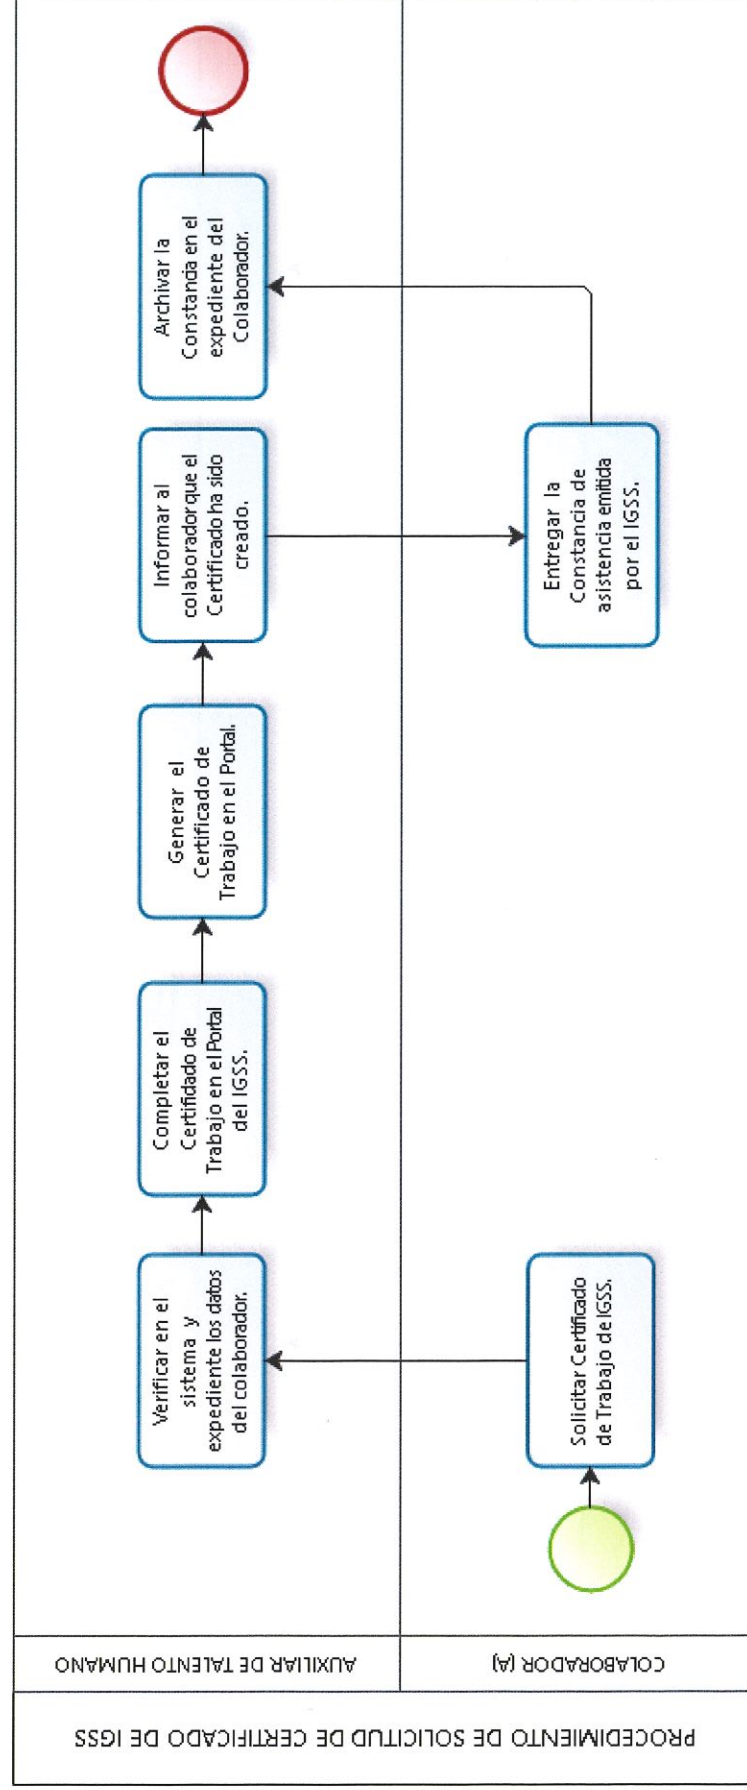 PROCEDIMIENTO DE SOLICITUD DE CERTIFICADO DE IGSS
AUXILIAR DE TALENTO HUMANO
Verificar en el
sistema y
expediente los datos
del colaborador.
Completar el
Certifidado de
Trabajo en el Portal
del IGSS.
Generar el
Certificado de
Trabajo en el Portal.
Informar al
colaborador que el
Certificado ha sido
creado.
Archivar la
Constancia en el
expediente del
Colaborador.
COLABORADOR (A)
Solicitar Certificado
de Trabajo de IGSS.
Entregar la
Constancia de
asistencia emitida
por el IGSS.